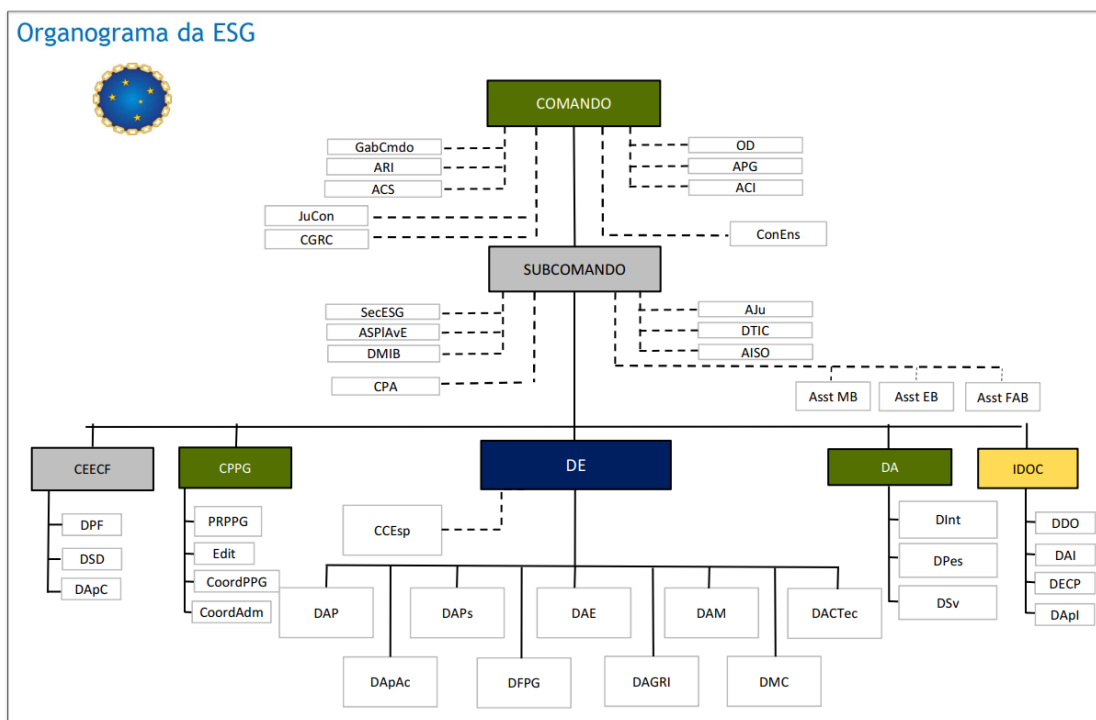 Organograma da ESG
COMANDO
GabCmdo
ARI
ACS
OD
APG
ACI
JuCon
CGRC
ConEns
SUBCOMANDO
SecESG
ASPlAvE
DMIB
CPA
AJu
DTIC
AISO
Asst MB
Asst EB
Asst FAB
CEECF
CPPG
DE
DA
IDOC
DPF
DSD
DApC
PRPPG
Edit
CoordPPG
CoordAdm
CCEsp
DInt
DPes
DSv
DDO
DAI
DECP
DApI
DAP
DAPs
DAE
DAM
DACTec
DApAc
DFPG
DAGRI
DMC